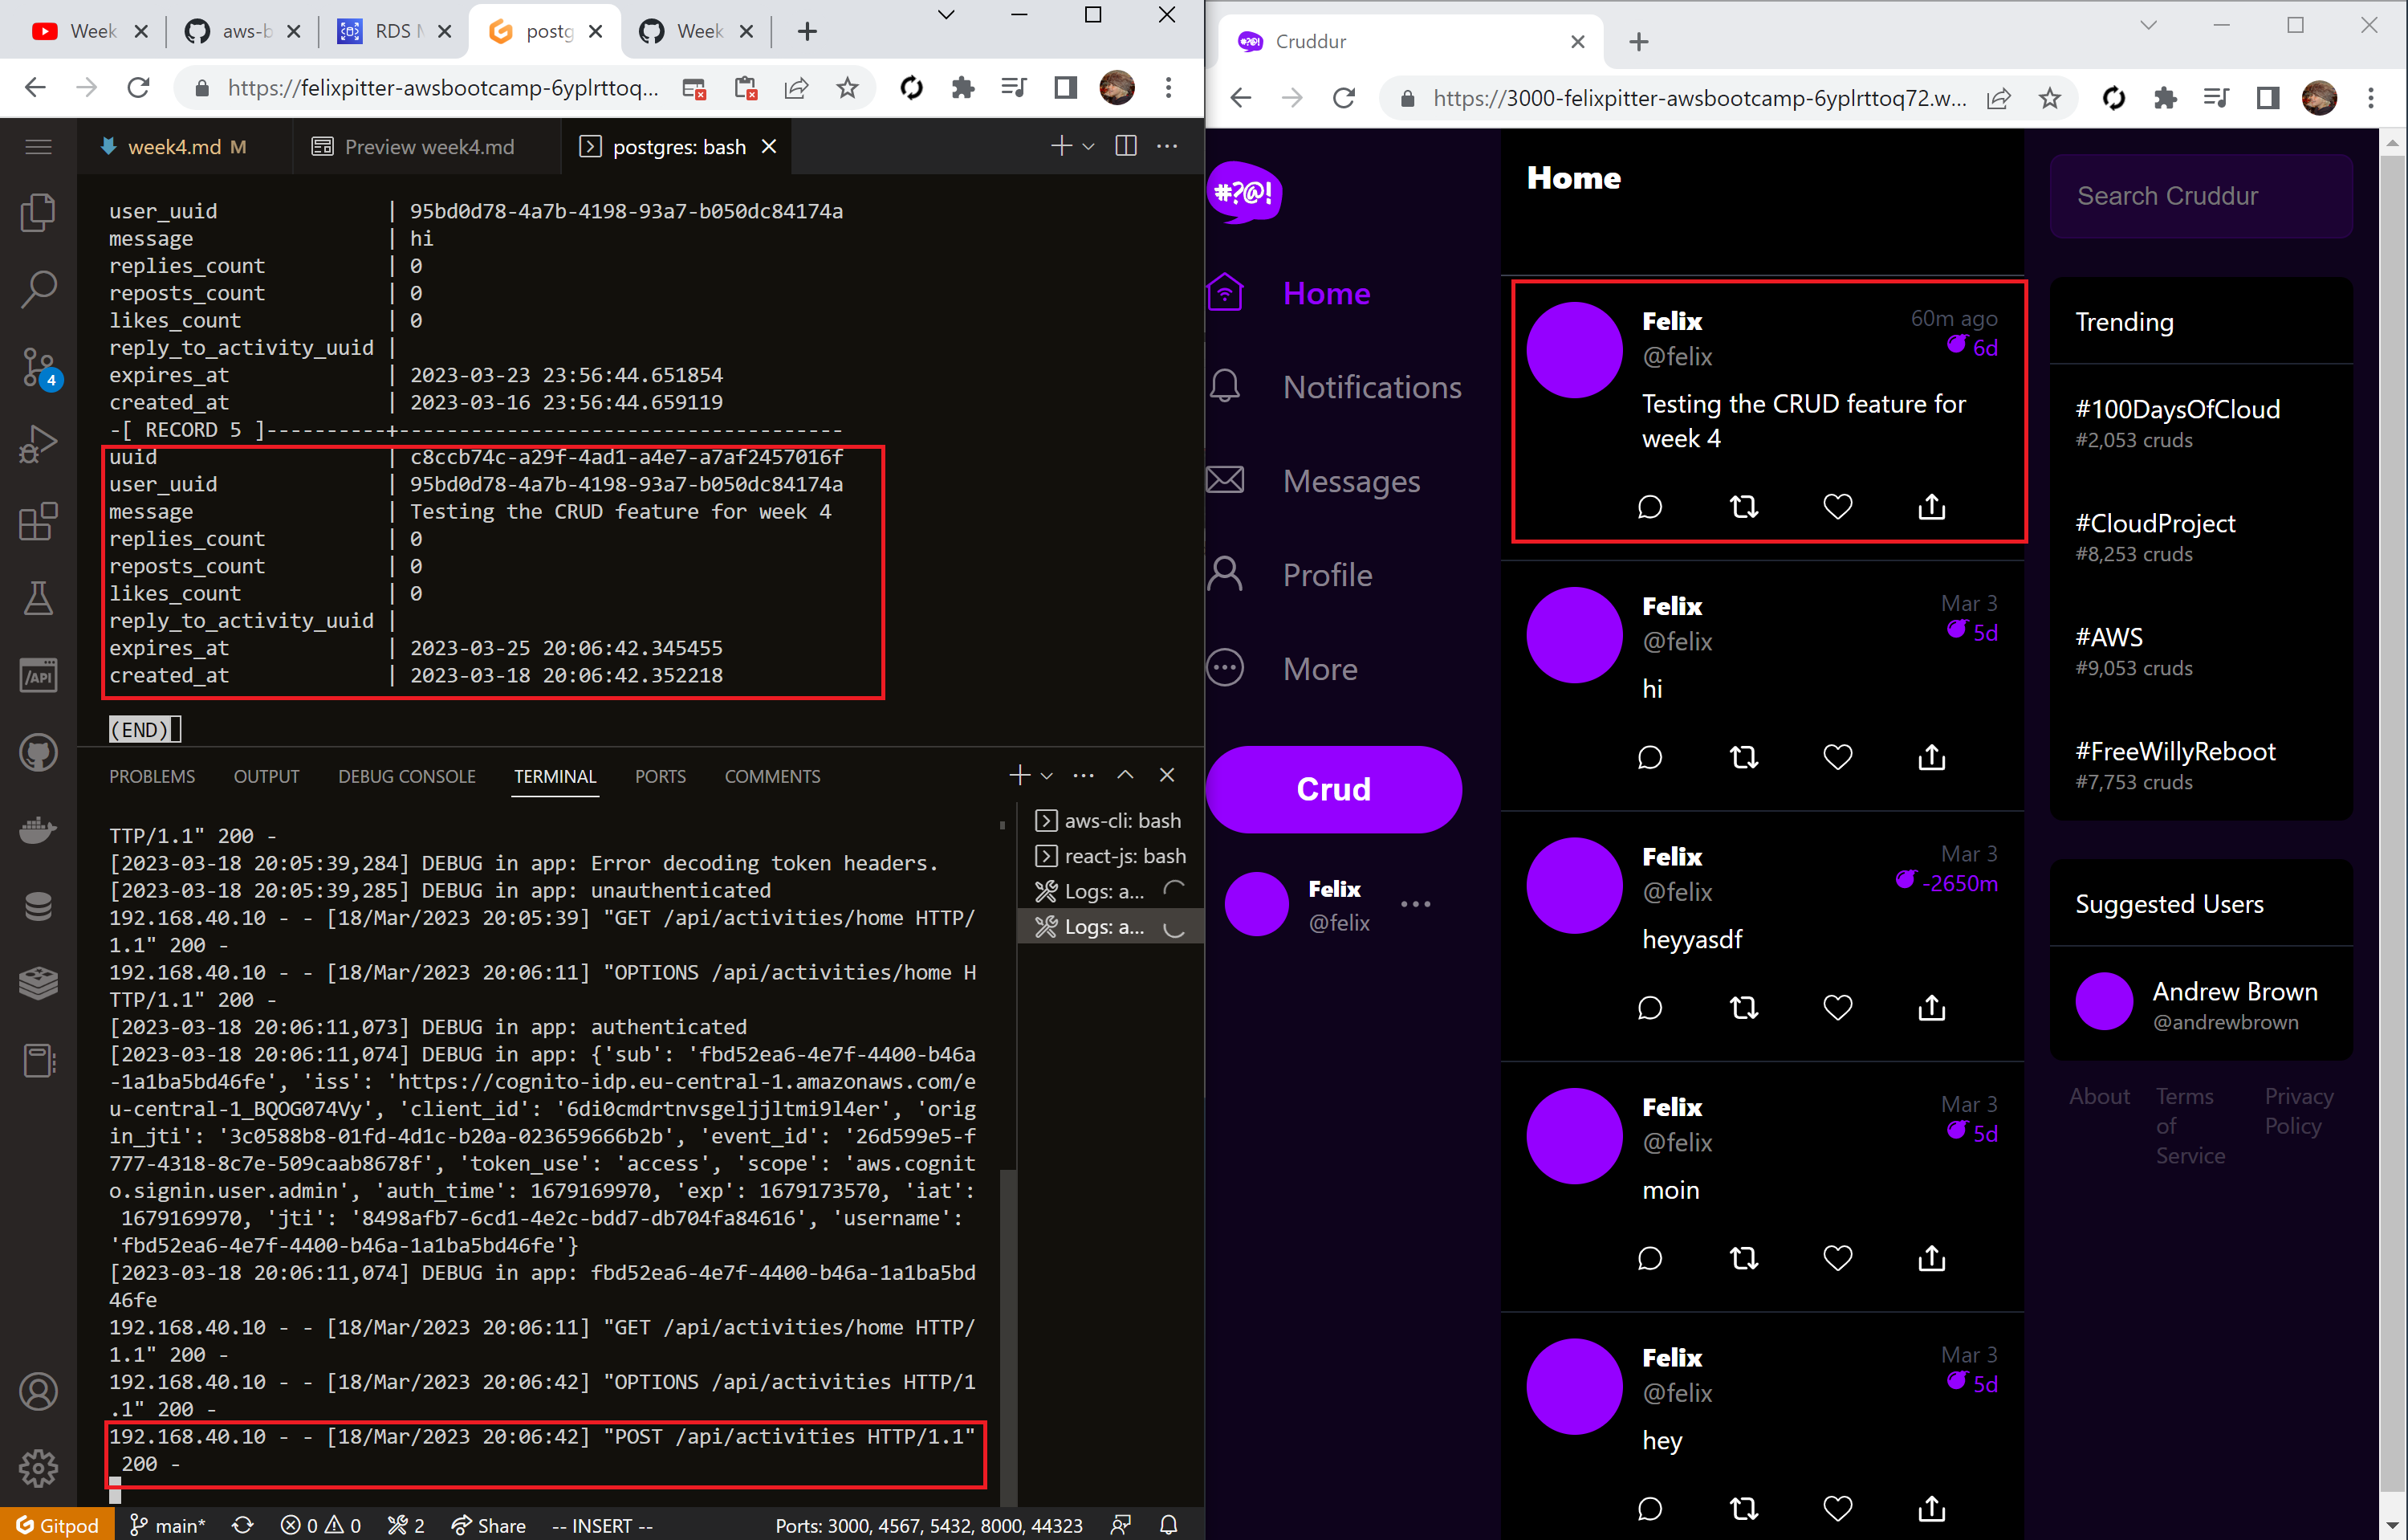 Week
aws-b
RDS M
postg
Week
https://felixpitter-awsbootcamp-6yplrttoq...
week4.md M
Preview week4.md
postgres: bash
user_uuid | 95bd0d78-4a7b-4198-93a7-b050dc84174a
message | hi
replies_count | 0
reposts_count | 0
likes_count | 0
reply_to_activity_uuid |
expires_at | 2023-03-23 23:56:44.651854
created_at | 2023-03-16 23:56:44.659119
-[ RECORD 5 ]----------+------------------------------------
uuid | c8ccb74c-a29f-4ad1-a4e7-a7af2457016f
user_uuid | 95bd0d78-4a7b-4198-93a7-b050dc84174a
message | Testing the CRUD feature for week 4
replies_count | 0
reposts_count | 0
likes_count | 0
reply_to_activity_uuid |
expires_at | 2023-03-25 20:06:42.345455
created_at | 2023-03-18 20:06:42.352218
(END)
4
/API
PROBLEMS OUTPUT DEBUG CONSOLE TERMINAL PORTS COMMENTS
TTP/1.1" 200 -
[2023-03-18 20:05:39,284] DEBUG in app: Error decoding token headers.
[2023-03-18 20:05:39,285] DEBUG in app: unauthenticated
192.168.40.10 - - [18/Mar/2023 20:05:39] "GET /api/activities/home HTTP/
1.1" 200 -
192.168.40.10 - - [18/Mar/2023 20:06:11] "OPTIONS /api/activities/home H
TTP/1.1" 200 -
[2023-03-18 20:06:11,073] DEBUG in app: authenticated
[2023-03-18 20:06:11,074] DEBUG in app: {'sub': 'fbd52ea6-4e7f-4400-b46a
-1a1ba5bd46fe', 'iss': 'https://cognito-idp.eu-central-1.amazonaws.com/e
u-central-1_BQOG074Vy', 'client_id': '6di0cmdrtnvsgeljjltmi9l4er', 'orig
in_jti': '3c0588b8-01fd-4d1c-b20a-023659666b2b', 'event_id': '26d599e5-f
777-4318-8c7e-509caab8678f', 'token_use': 'access', 'scope': 'aws.cognit
o.signin.user.admin', 'auth_time': 1679169970, 'exp': 1679173570, 'iat':
1679169970, 'jti': '8498afb7-6cd1-4e2c-bdd7-db704fa84616', 'username':
'fbd52ea6-4e7f-4400-b46a-1a1ba5bd46fe'}
[2023-03-18 20:06:11,074] DEBUG in app: fbd52ea6-4e7f-4400-b46a-1a1ba5bd
46fe
192.168.40.10 - - [18/Mar/2023 20:06:11] "GET /api/activities/home HTTP/
1.1" 200 -
192.168.40.10 - - [18/Mar/2023 20:06:42] "OPTIONS /api/activities HTTP/1
.1" 200 -
192.168.40.10 - - [18/Mar/2023 20:06:42] "POST /api/activities HTTP/1.1"
200 -
aws-cli: bash
react-js: bash
Logs: a...
Logs: a...
Gitpod main* 0 0 2 Share -- INSERT -- Ports: 3000, 4567, 5432, 8000, 44323
Cruddur
https://3000-felixpitter-awsbootcamp-6yplrttoq72.w...
#?@!
Home
Notifications
Messages
Profile
More
Crud
Felix
@felix
Home
Felix 60m ago
@felix 6d
Testing the CRUD feature for
week 4
Felix Mar 3
@felix 5d
hi
Felix Mar 3
@felix -2650m
heyyasdf
Felix Mar 3
@felix 5d
moin
Felix Mar 3
@felix 5d
hey
Search Cruddur
Trending
#100DaysOfCloud
#2,053 cruds
#CloudProject
#8,253 cruds
#AWS
#9,053 cruds
#FreeWillyReboot
#7,753 cruds
Suggested Users
Andrew Brown
@andrewbrown
About Terms of Service Privacy Policy